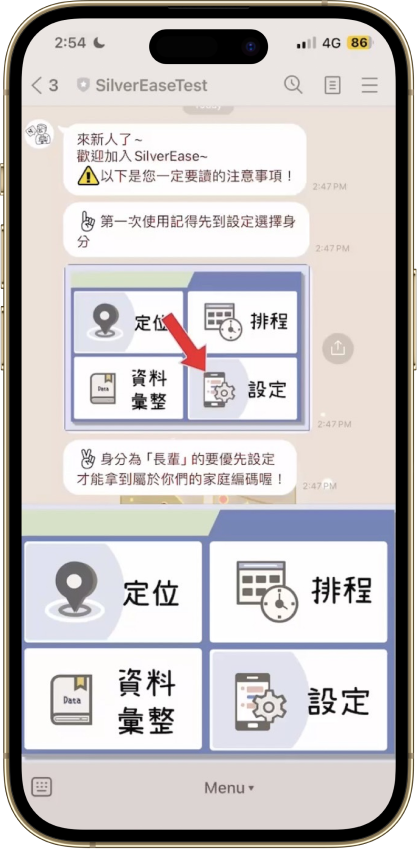 2:54
4G
86
3
SilverEaseTest
Today
來新人了~
歡迎加入 SilverEase~
⚠️以下是您一定要讀的注意事項！
2:47 PM
☝第一次使用記得先到設定選擇身
分
2:47 PM
定位
排程
Data
資料
彙整
設定
2:47 PM
✌身分為「長輩」的要優先設定
才能拿到屬於你們的家庭編碼喔！
2:47 PM
定位
排程
Data
資料
彙整
設定
Menu ▾